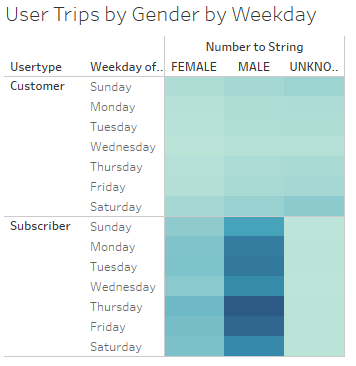 User Trips by Gender by Weekday
Number to String
Usertype Weekday of.. FEMALE MALE UNKNO..
Customer Sunday
Monday
Tuesday
Wednesday
Thursday
Friday
Saturday
Subscriber Sunday
Monday
Tuesday
Wednesday
Thursday
Friday
Saturday